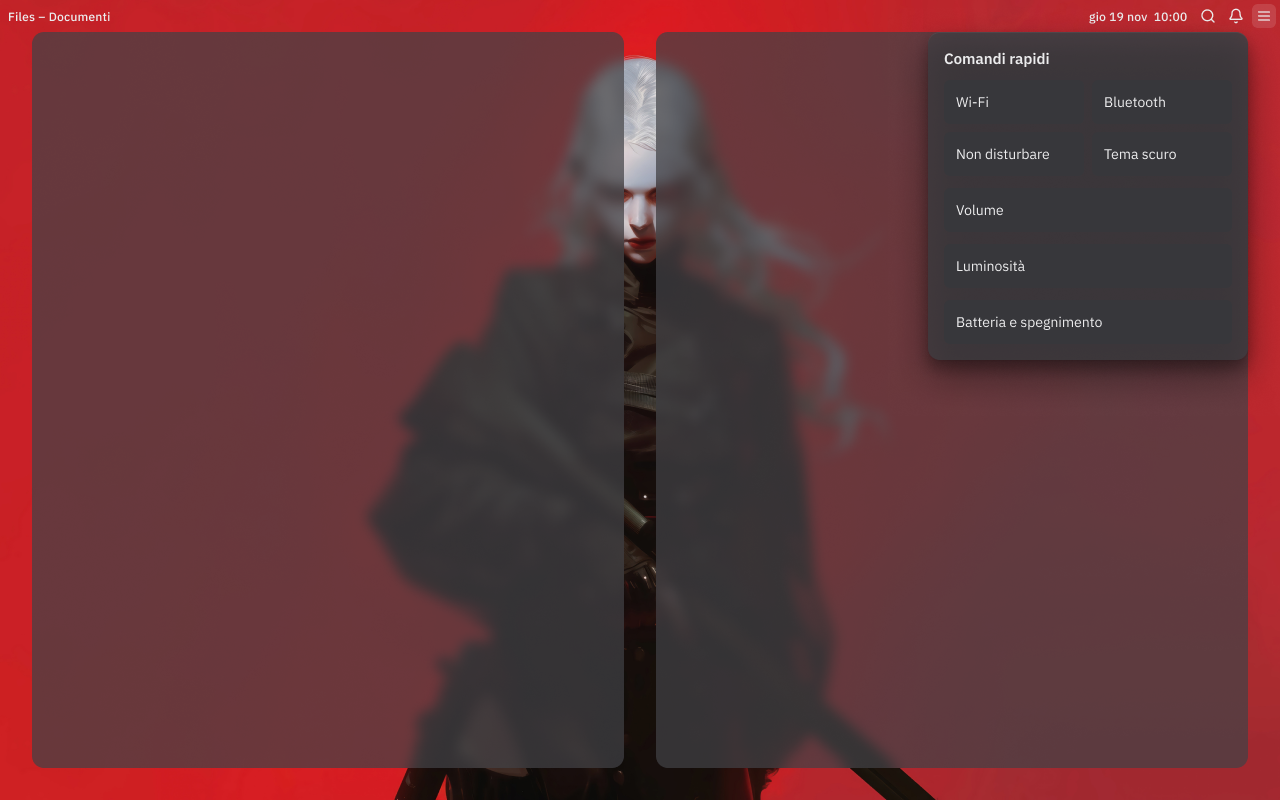 Files – Documenti
gio 19 nov 10:00
Comandi rapidi
Wi-Fi
Bluetooth
Non disturbare
Tema scuro
Volume
Luminosità
Batteria e spegnimento